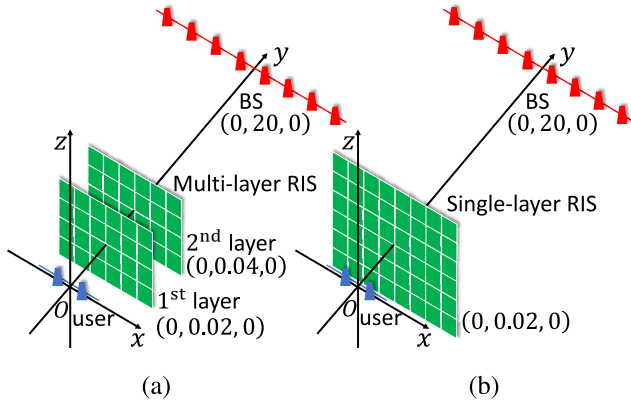 y
BS
(0, 20, 0)
z
Multi-layer RIS
2nd layer
(0,0.04,0)
1st layer
(0, 0.02, 0)
O
user
x
(a)
y
BS
(0, 20, 0)
z
Single-layer RIS
(0, 0.02, 0)
O
user
x
(b)